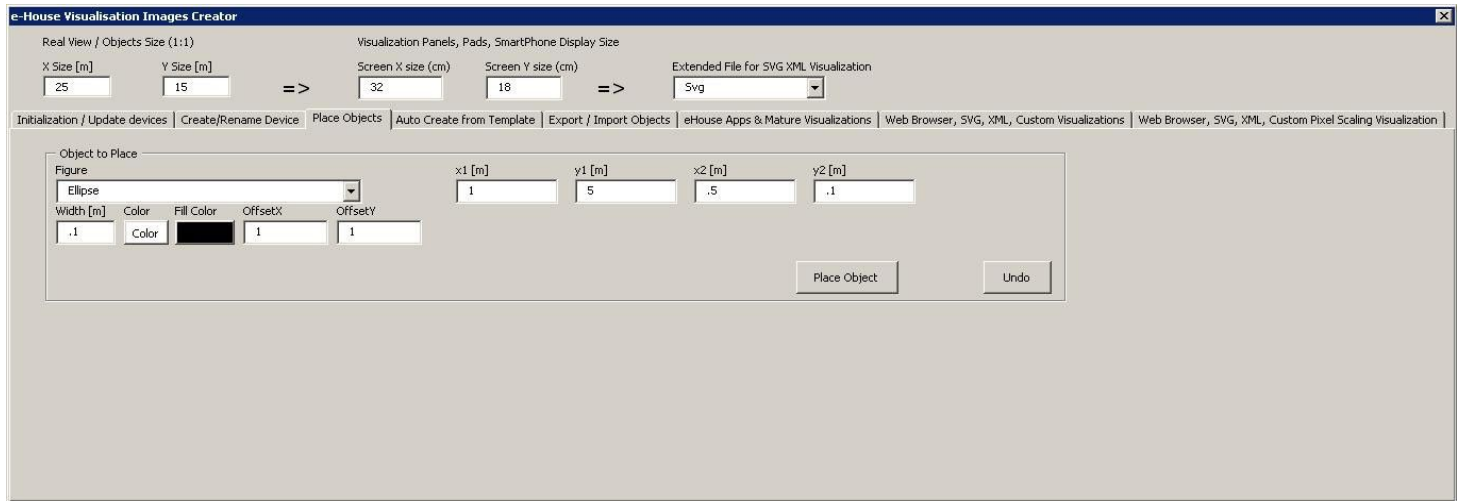 e-House Visualisation Images Creator
Real View / Objects Size (1:1) Visualization Panels, Pads, SmartPhone Display Size
X Size [m] Y Size [m] Screen X size (cm) Screen Y size (cm) Extended File for SVG XML Visualization
25 15 => 32 18 => Svg
Initialization / Update devices Create/Rename Device Place Objects Auto Create from Template Export / Import Objects eHouse Apps & Mature Visualizations Web Browser, SVG, XML, Custom Visualizations Web Browser, SVG, XML, Custom Pixel Scaling Visualization
Object to Place
Figure x1 [m] y1 [m] x2 [m] y2 [m]
Ellipse 1 5 .5 .1
Width [m] Color Fill Color OffsetX OffsetY
.1 Color 1 1
Place Object Undo